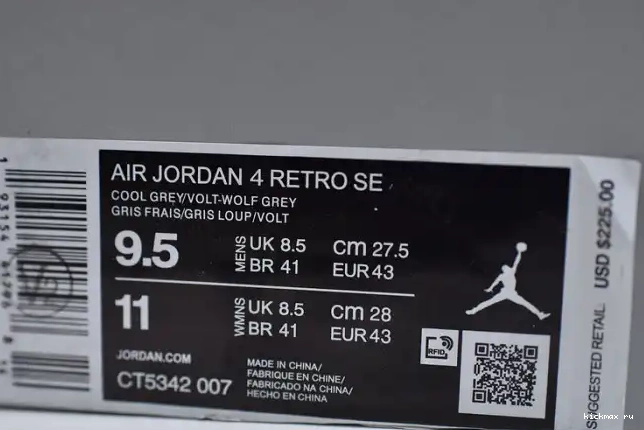 AIR JORDAN 4 RETRO SE
COOL GREY/VOLT-WOLF GREY
GRIS FRAIS/GRIS LOUP/VOLT
9.5 MENS UK 8.5 CM 27.5
BR 41 EUR 43
11 WMNS UK 8.5 CM 28
BR 41 EUR 43
JORDAN.COM
CT5342 007
MADE IN CHINA/
FABRIQUE EN CHINE/
FABRICADO NA CHINA/
HECHO EN CHINA
RFID
SUGGESTED RETAIL USD $225.00
kickmax.ru